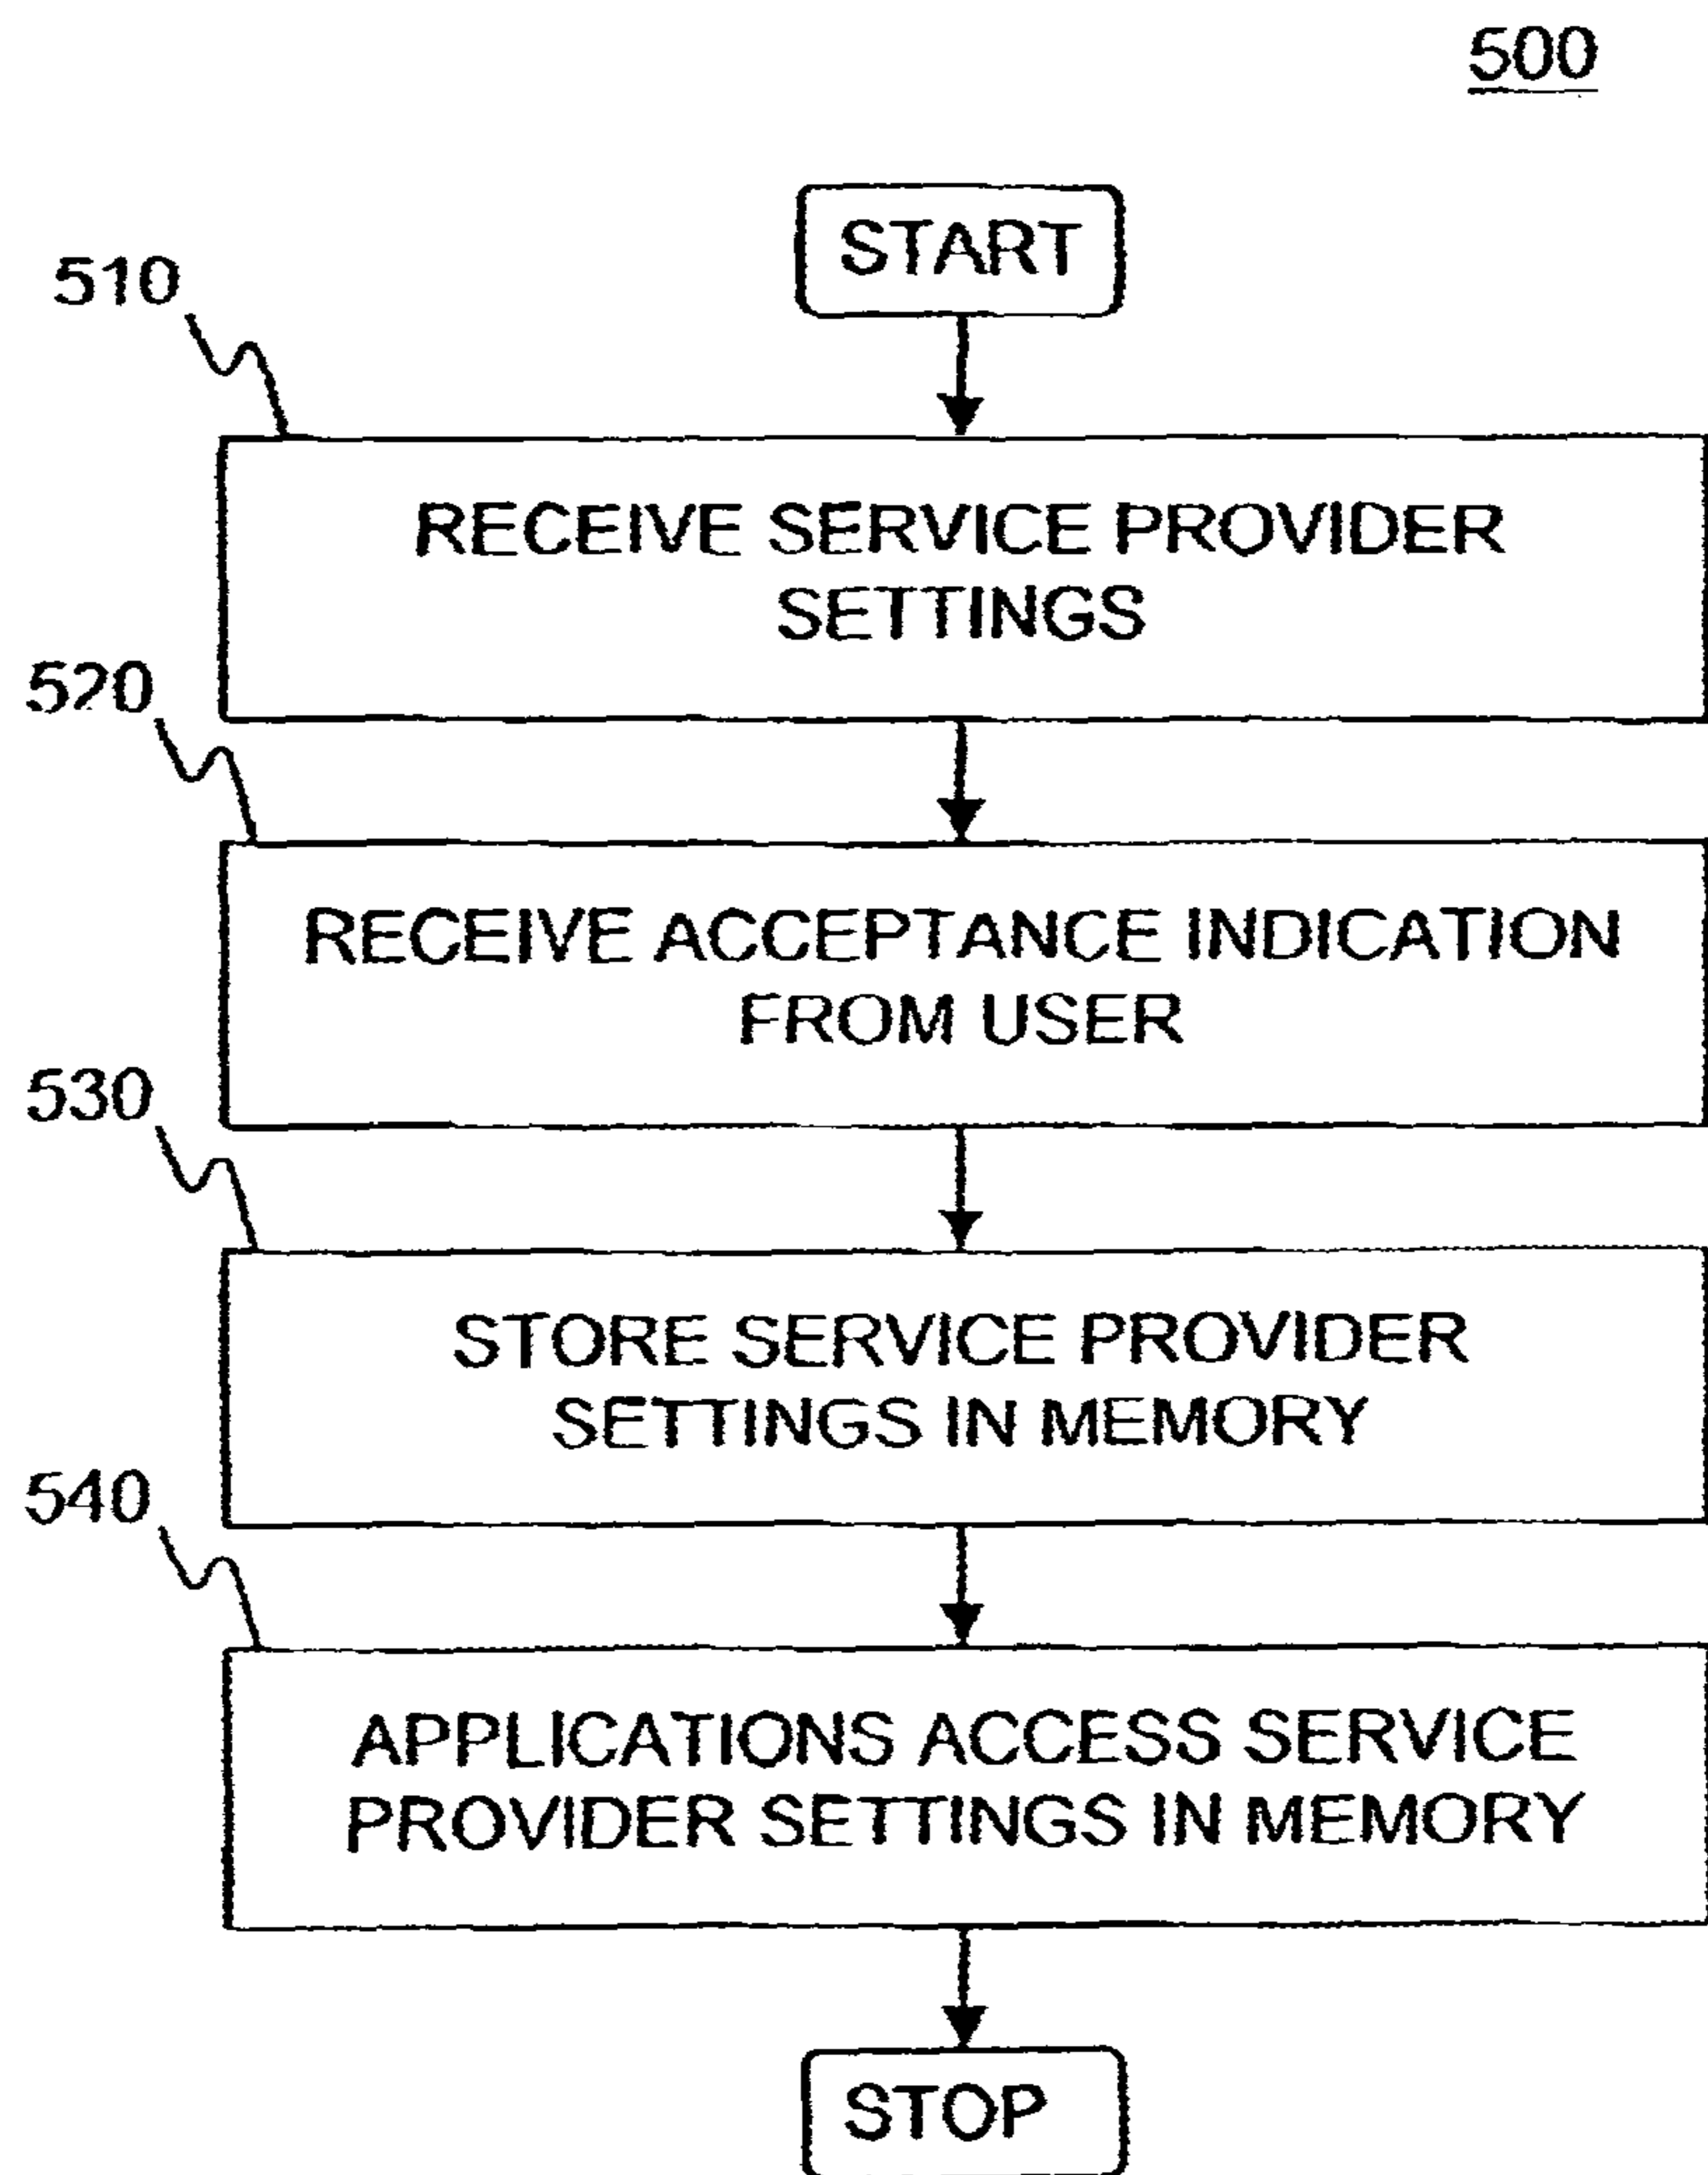 500
START
510
RECEIVE SERVICE PROVIDER
SETTINGS
520
RECEIVE ACCEPTANCE INDICATION
FROM USER
530
STORE SERVICE PROVIDER
SETTINGS IN MEMORY
540
APPLICATIONS ACCESS SERVICE
PROVIDER SETTINGS IN MEMORY
STOP